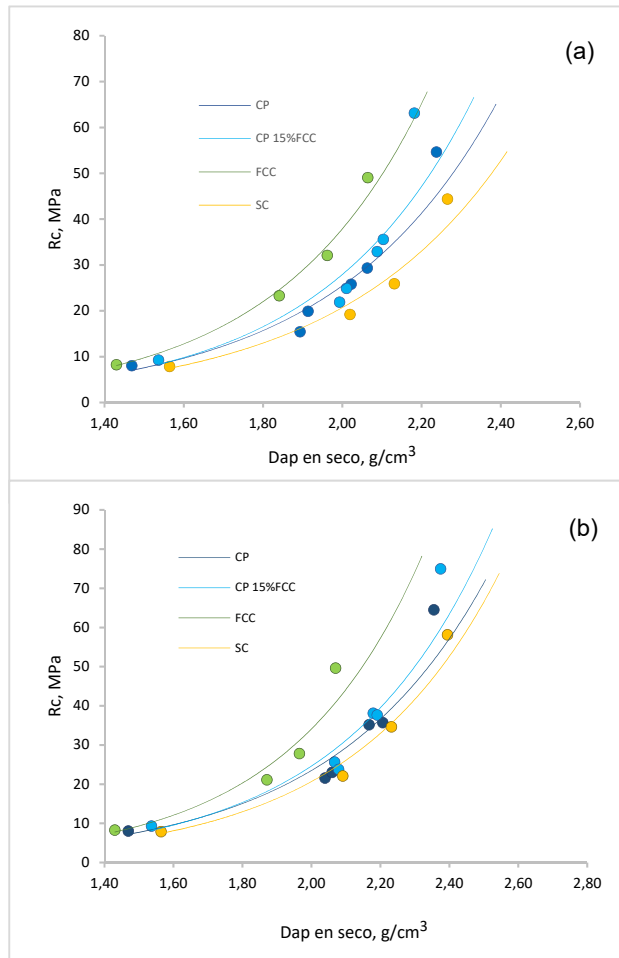 (a)
80
70
60
50
40
30
20
10
0
Rc, MPa
CP
CP 15%FCC
FCC
SC
1,40 1,60 1,80 2,00 2,20 2,40 2,60
Dap en seco, g/cm³
(b)
90
80
70
60
50
40
30
20
10
0
Rc, MPa
CP
CP 15%FCC
FCC
SC
1,40 1,60 1,80 2,00 2,20 2,40 2,60 2,80
Dap en seco, g/cm³